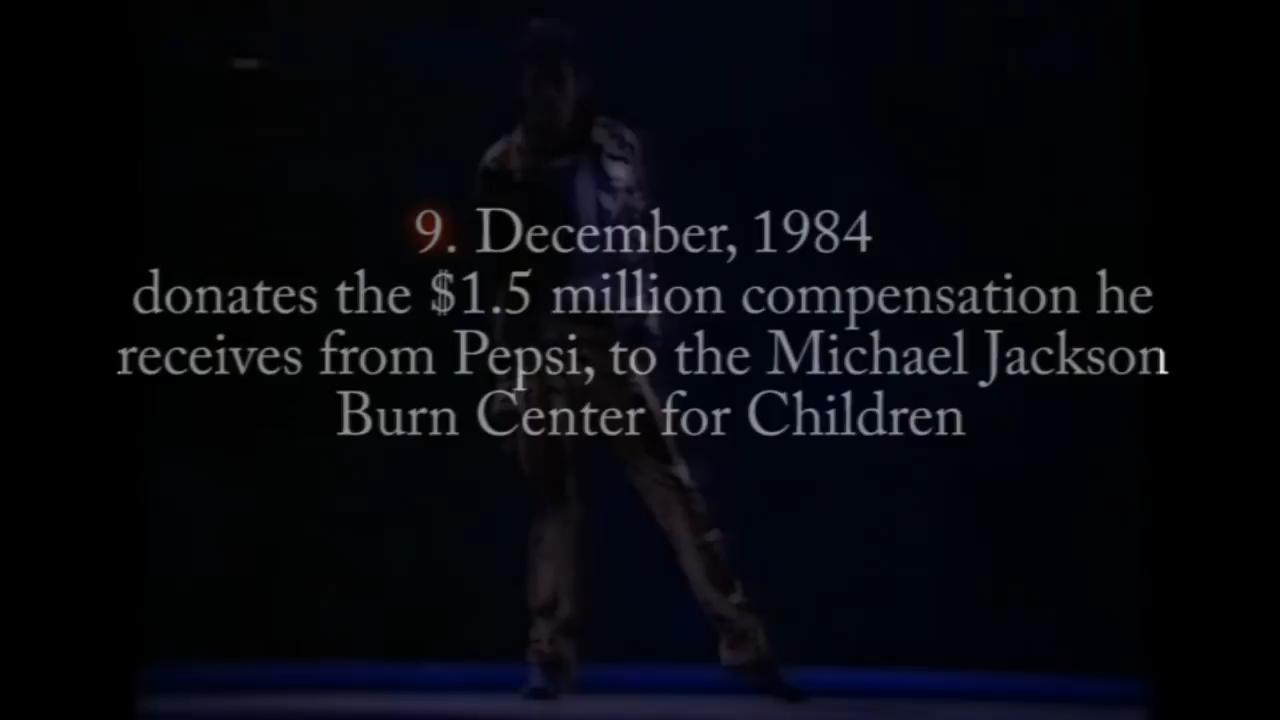 9. December, 1984
donates the $1.5 million compensation he
receives from Pepsi, to the Michael Jackson
Burn Center for Children